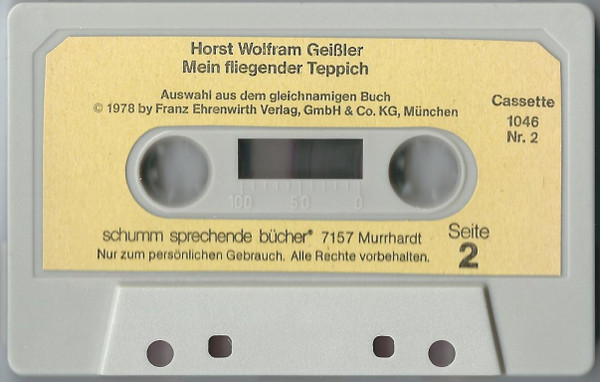 Horst Wolfram Geißler
Mein fliegender Teppich
Auswahl aus dem gleichnamigen Buch
© 1978 by Franz Ehrenwirth Verlag, GmbH & Co. KG, München
Cassette
1046
Nr. 2
100 50 0
schumm sprechende bücher® 7157 Murrhardt
Seite
2
Nur zum persönlichen Gebrauch. Alle Rechte vorbehalten.